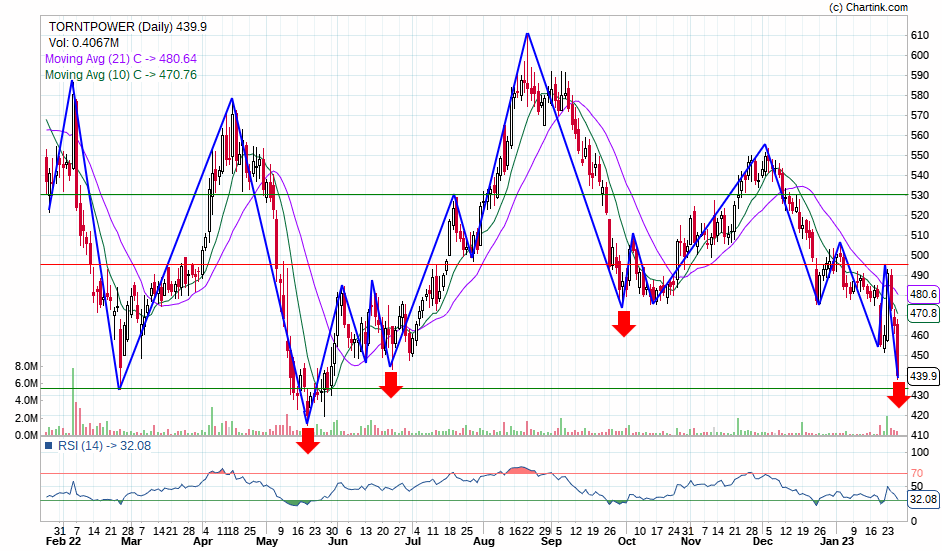 (c) Chartink.com
TORNTPOWER (Daily) 439.9
Vol: 0.4067M
Moving Avg (21) C -> 480.64
Moving Avg (10) C -> 470.76
610
600
590
580
570
560
550
540
530
520
510
500
490
480.6
470.8
460
450
439.9
430
420
410
8.0M
6.0M
4.0M
2.0M
0.0M
RSI (14) -> 32.08
100
70
50
32.08
0
31 7 14 21 28 7 14 21 28 4 11 18 25 2 9 16 23 30 6 13 20 27 4 11 18 25 1 8 16 22 29 5 12 19 26 3 10 17 24 31 7 14 21 28 5 12 19 26 2 9 16 23
Feb 22 Mar Apr May Jun Jul Aug Sep Oct Nov Dec Jan 23